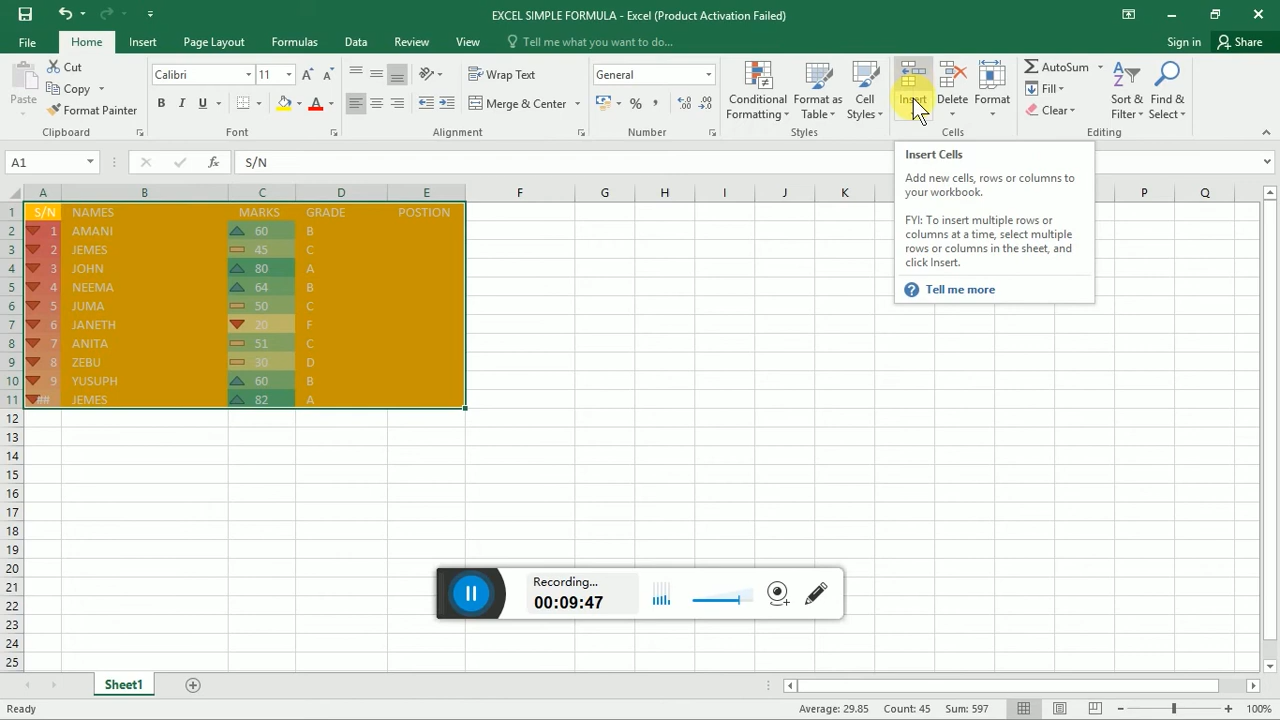 EXCEL SIMPLE FORMULA - Excel (Product Activation Failed)
File Home Insert Page Layout Formulas Data Review View Tell me what you want to do... Sign in Share
Paste
Cut
Copy
Format Painter
Clipboard
Calibri 11
B I U
Font
Wrap Text
Merge & Center
Alignment
General
%
Number
Conditional Formatting
Format as Table
Cell Styles
Styles
Insert
Delete
Format
Cells
AutoSum
Fill
Clear
Sort & Filter
Find & Select
Editing
A1 fx S/N
Insert Cells
Add new cells, rows or columns to
your workbook.
FYI: To insert multiple rows or
columns at a time, select multiple
rows or columns in the sheet, and
click Insert.
Tell me more
A B C D E F G H I J K P Q
1 S/N NAMES MARKS GRADE POSTION
2 1 AMANI 60 B
3 2 JEMES 45 C
4 3 JOHN 80 A
5 4 NEEMA 64 B
6 5 JUMA 50 C
7 6 JANETH 20 F
8 7 ANITA 51 C
9 8 ZEBU 30 D
10 9 YUSUPH 60 B
11 ## JEMES 82 A
12
13
14
15
16
17
18
19
20
21
22
23
24
25
Recording...
00:09:47
Sheet1
Ready Average: 29.85 Count: 45 Sum: 597 100%